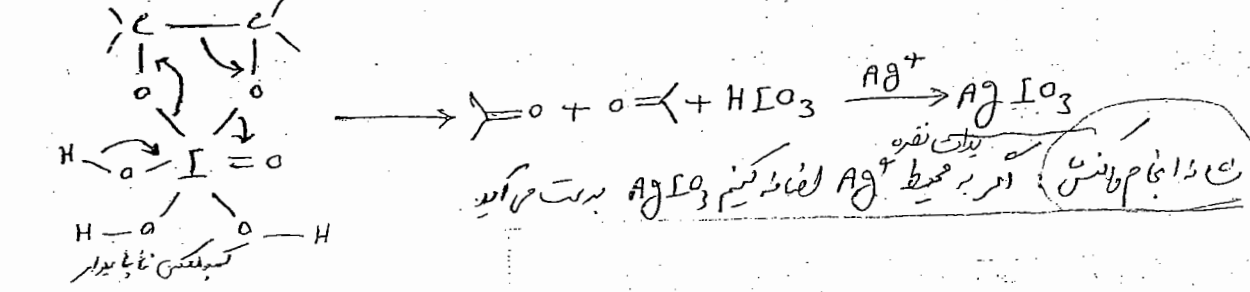 C — C
O O
H O I = O
H — O O — H
کمپلکس ناپایدار
=O + O= + HIO3 Ag+ AgIO3
یدات نقره
نشانه انجام واکنش: اگر به محیط Ag+ اضافه کنیم AgIO3 بدست می‌آید